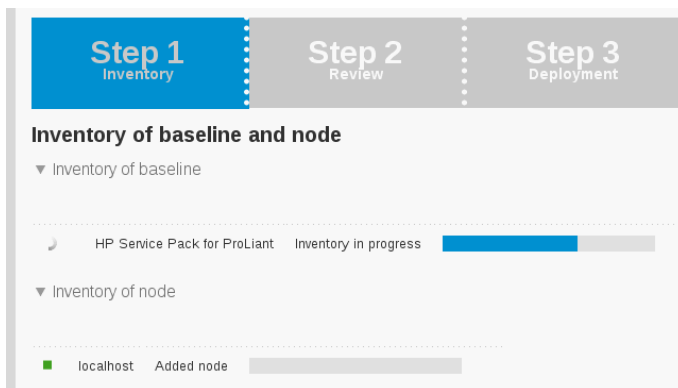 Step 1 Step 2 Step 3
Inventory Review Deployment
Inventory of baseline and node
Inventory of baseline
HP Service Pack for ProLiant Inventory in progress
Inventory of node
localhost Added node